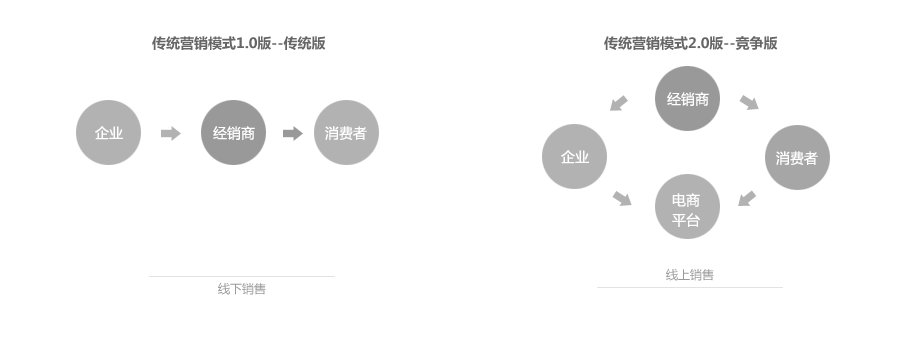 传统营销模式1.0版--传统版
企业
经销商
消费者
线下销售
传统营销模式2.0版--竞争版
经销商
企业
消费者
电商
平台
线上销售